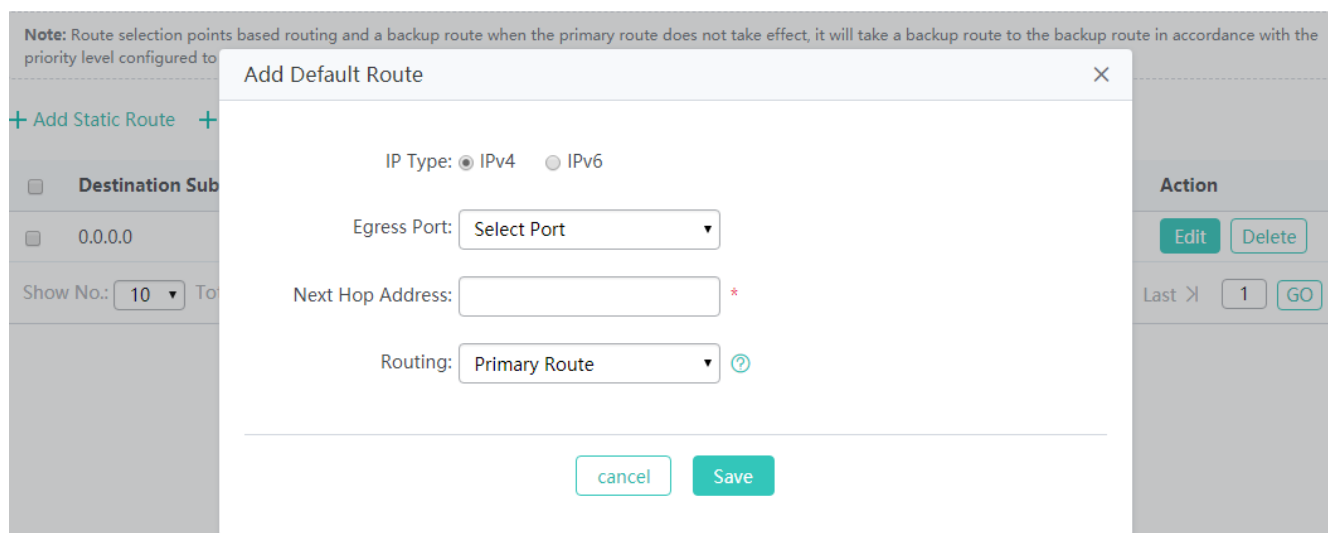 Note: Route selection points based routing and a backup route when the primary route does not take effect, it will take a backup route to the backup route in accordance with the
priority level configured to
Add Default Route
+ Add Static Route +
IP Type: IPv4 IPv6
Destination Sub
Action
Egress Port: Select Port
0.0.0.0
Edit Delete
Show No.: 10 To
Next Hop Address: *
Last 1 GO
Routing: Primary Route ?
cancel Save